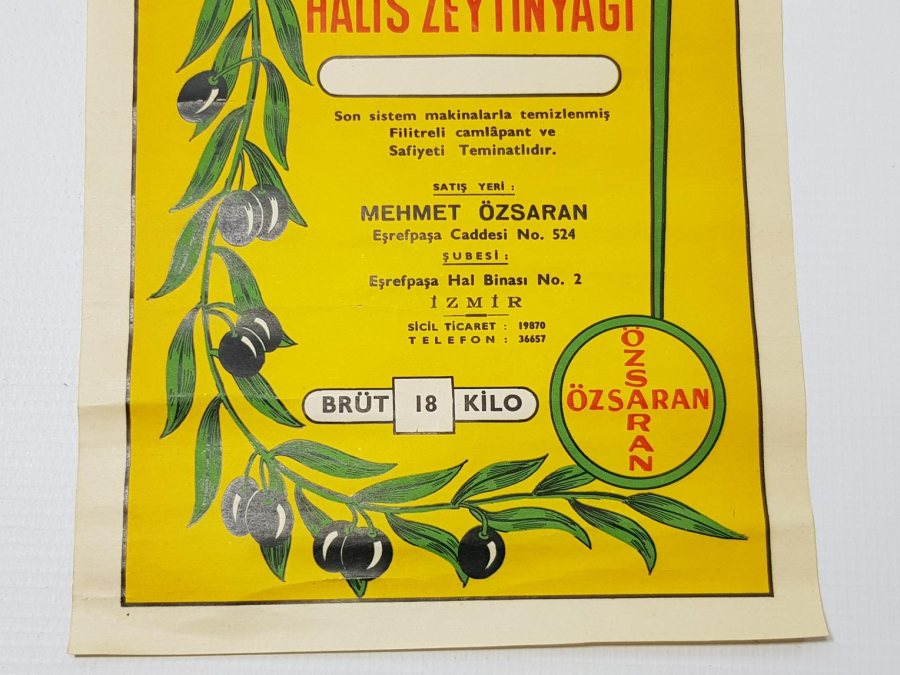 HALİS ZEYTİNYAĞI
Son sistem makinalarla temizlenmiş
Filitreli camlâpant ve
Safiyeti Teminatlıdır.
SATIŞ YERİ :
MEHMET ÖZSARAN
Eşrefpaşa Caddesi No. 524
ŞUBESİ :
Eşrefpaşa Hal Binası No. 2
İZMİR
SİCİL TİCARET : 19870
TELEFON : 36657
BRÜT 18 KİLO
ÖZSARAN
ÖZSARAN